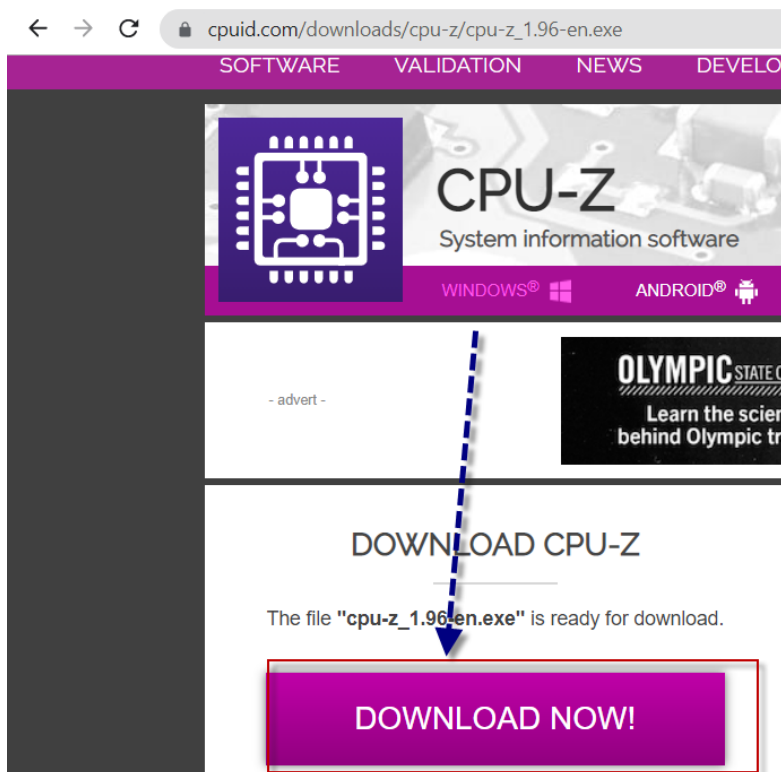 cpuid.com/downloads/cpu-z/cpu-z_1.96-en.exe
SOFTWARE VALIDATION NEWS DEVELO
CPU-Z
System information software
WINDOWS® ANDROID®
OLYMPIC STATE
- advert -
Learn the scien
behind Olympic tr
DOWNLOAD CPU-Z
The file "cpu-z_1.96-en.exe" is ready for download.
DOWNLOAD NOW!